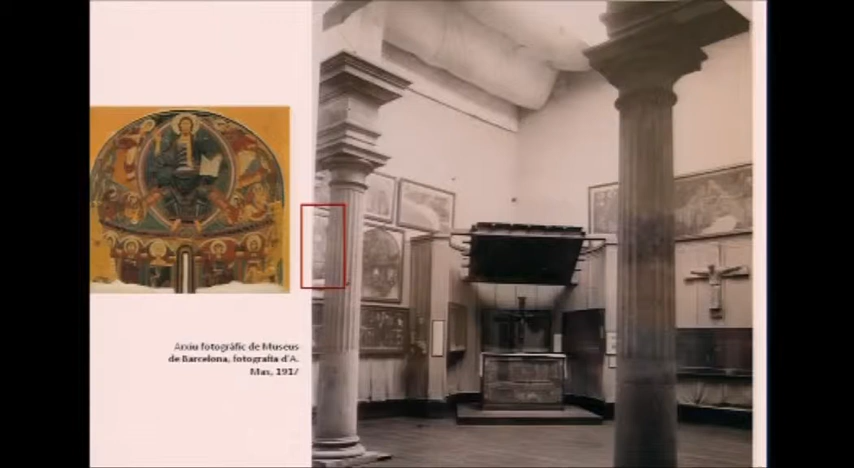 Arxiu fotogràfic de Museus
de Barcelona, fotografia d'A.
Mas, 1917